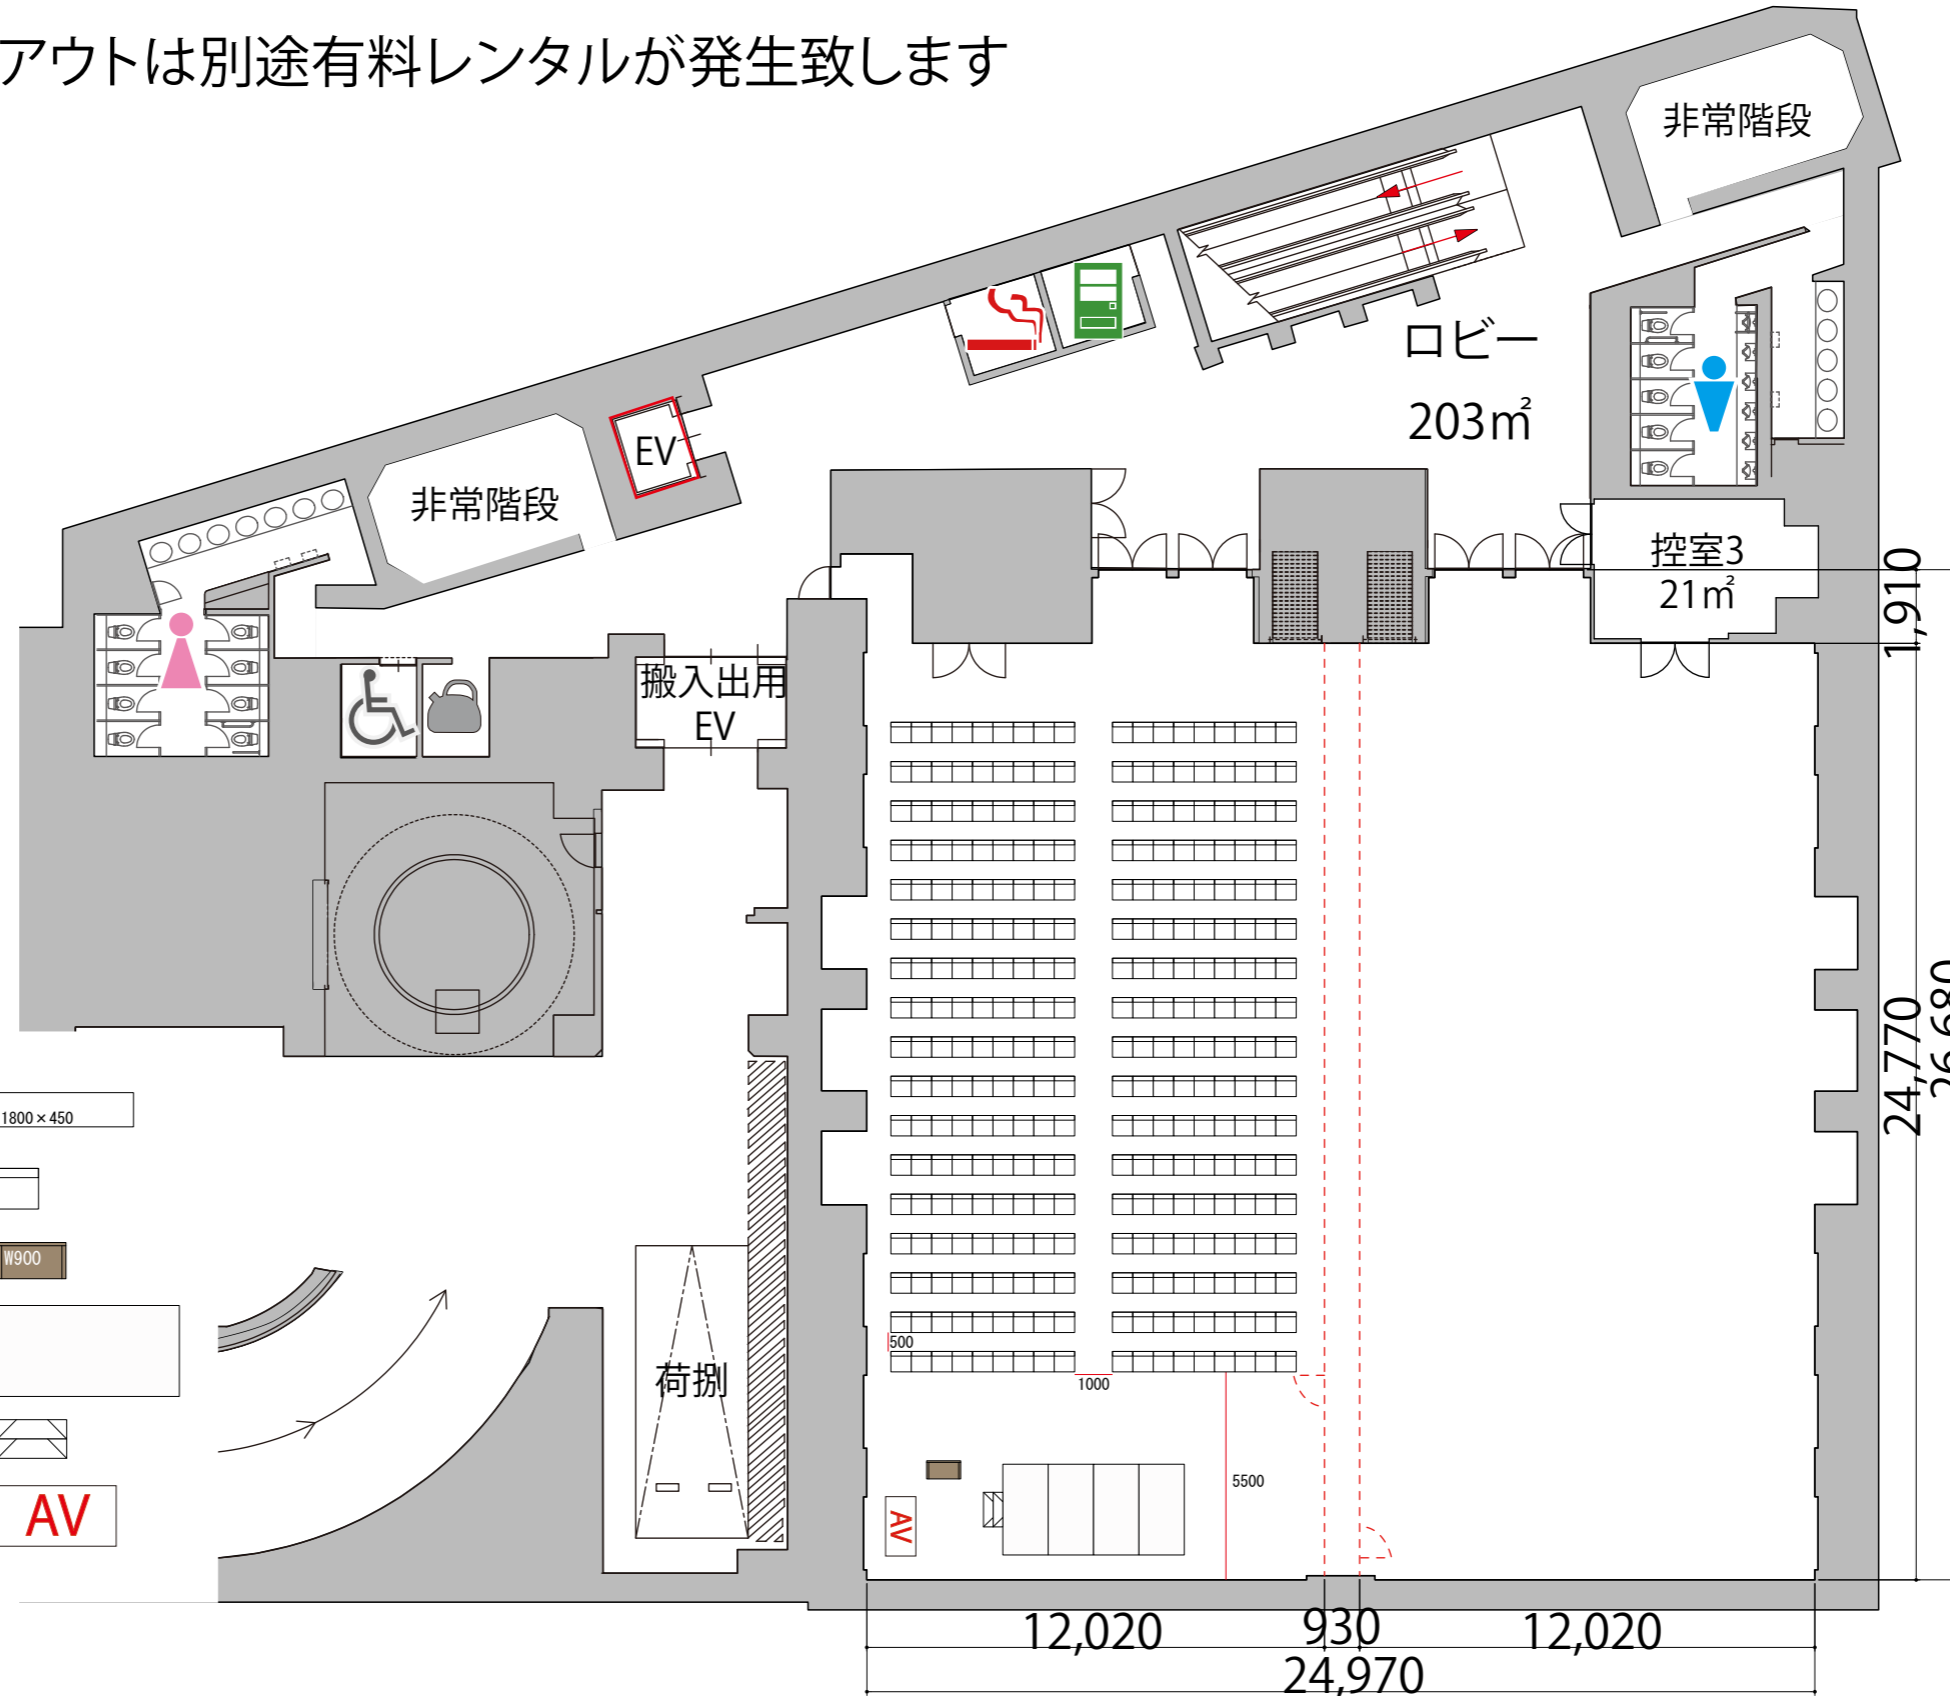 アウトは別途有料レンタルが発生致します
非常階段
ロビー
203㎡
EV
非常階段
控室3
21㎡
1,910
搬入出用
EV
24,770
26,680
1800×450
W900
500
1000
荷捌
5500
AV
AV
12,020
930
12,020
24,970